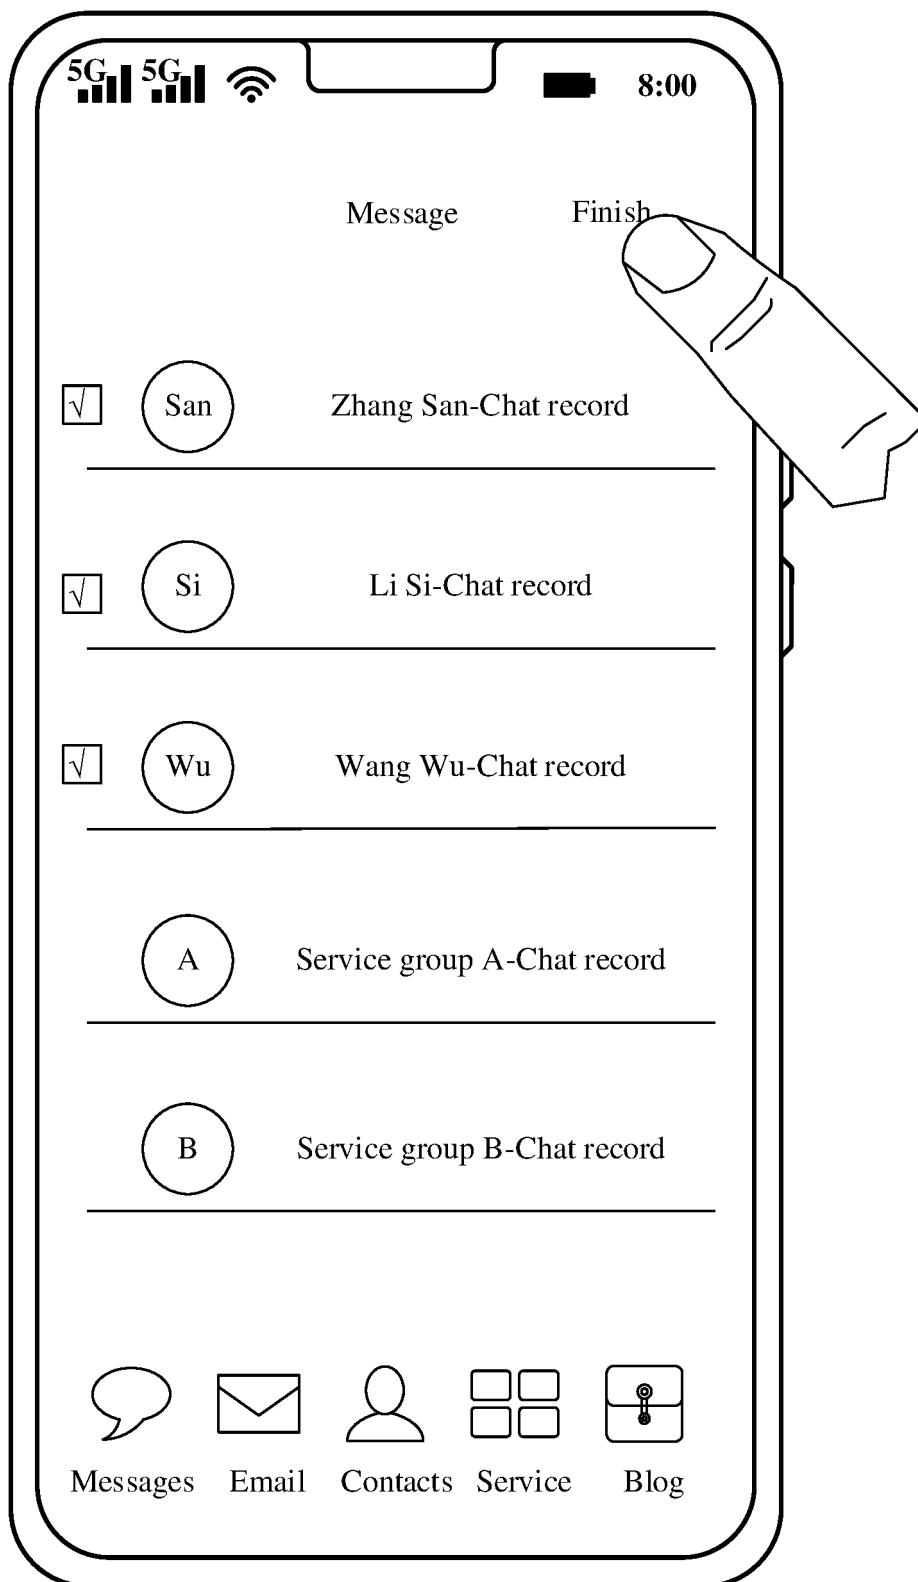 5G 5G 8:00
Message Finish
√ San Zhang San-Chat record
√ Si Li Si-Chat record
√ Wu Wang Wu-Chat record
A Service group A-Chat record
B Service group B-Chat record
Messages Email Contacts Service Blog